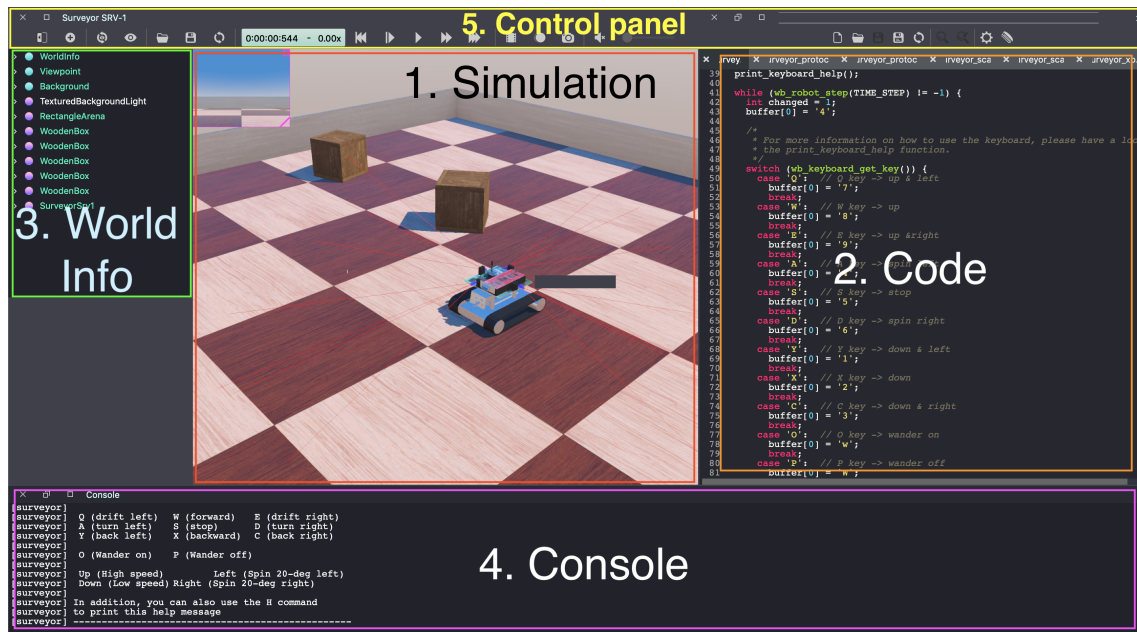 Surveyor SRV-1
5. Control panel
0:00:00:544 - 0.00x
WorldInfo
Viewpoint
Background
TexturedBackgroundLight
RectangleArena
WoodenBox
WoodenBox
WoodenBox
WoodenBox
WoodenBox
SurveyorSrv1
3. World
Info
1. Simulation
urvey irveyor_protoc irveyor_protoc irveyor_sca irveyor_sca urveyor_xp
39 print_keyboard_help();
40
41 while (wb_robot_step(TIME_STEP) != -1) {
42 int changed = 1;
43 buffer[0] = '4';
44
45 /*
46 * For more information on how to use the keyboard, please have a loo
47 * the print_keyboard_help function.
48 */
49 switch (wb_keyboard_get_key()) {
50 case 'Q': // Q key -> up & left
51 buffer[0] = '7';
52 break;
53 case 'W': // W key -> up
54 buffer[0] = '8';
55 break;
56 case 'E': // E key -> up &right
57 buffer[0] = '9';
58 break;
59 case 'A': // A key -> spin
60 buffer[0] =
61 break;
62 case 'S': // S key -> stop
63 buffer[0] = '5';
64 break;
65 case 'D': // D key -> spin right
66 buffer[0] = '6';
67 break;
68 case 'Y': // Y key -> down & left
69 buffer[0] = '1';
70 break;
71 case 'X': // X key -> down
72 buffer[0] = '2';
73 break;
74 case 'C': // C key -> down & right
75 buffer[0] = '3';
76 break;
77 case 'O': // O key -> wander on
78 buffer[0] = 'w';
79 break;
80 case 'P': // P key -> wander off
81 buffer[0] = 'W';
2. Code
Console
[surveyor]
[surveyor] Q (drift left) W (forward) E (drift right)
[surveyor] A (turn left) S (stop) D (turn right)
[surveyor] Y (back left) X (backward) C (back right)
[surveyor]
[surveyor] O (Wander on) P (Wander off)
[surveyor]
[surveyor] Up (High speed) Left (Spin 20-deg left)
[surveyor] Down (Low speed) Right (Spin 20-deg right)
[surveyor]
[surveyor] In addition, you can also use the H command
[surveyor] to print this help message
[surveyor] --------------------------------------------------
4. Console